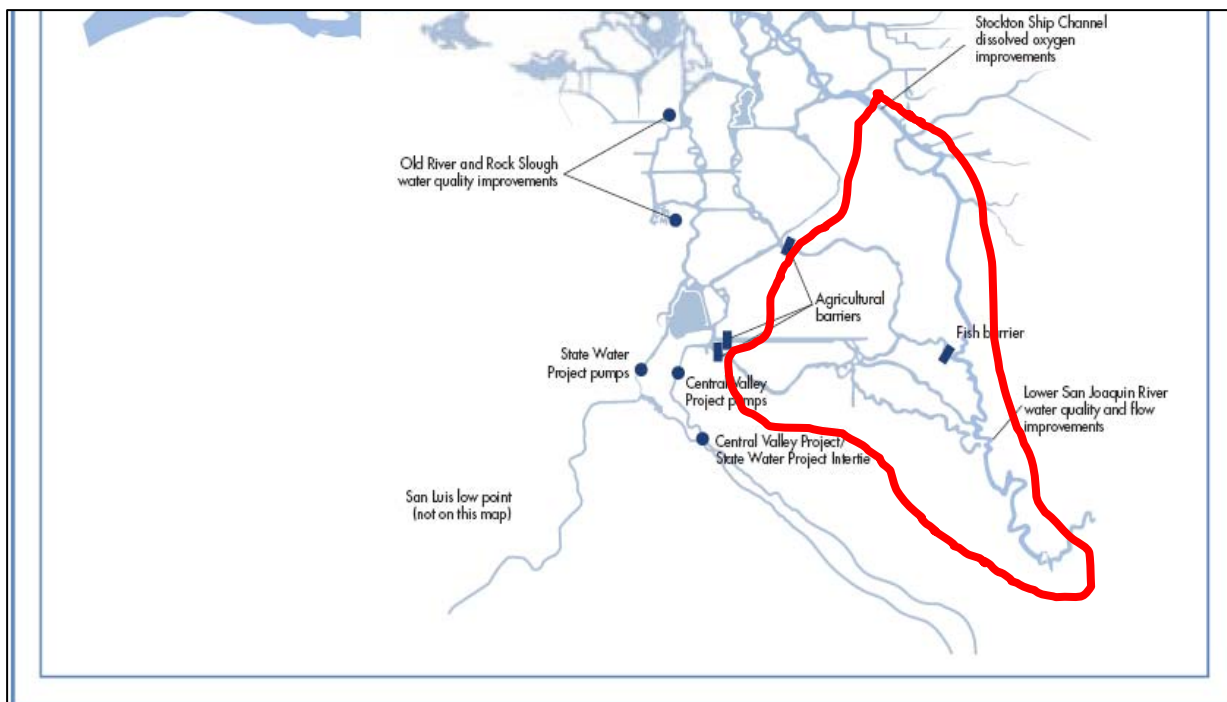 Stockton Ship Channel
dissolved oxygen
improvements
Old River and Rock Slough
water quality improvements
Agricultural
barriers
Fish barrier
State Water
Project pumps
Central Valley
Project pumps
Lower San Joaquin River
water quality and flow
improvements
Central Valley Project/
State Water Project Intertie
San Luis low point
(not on this map)